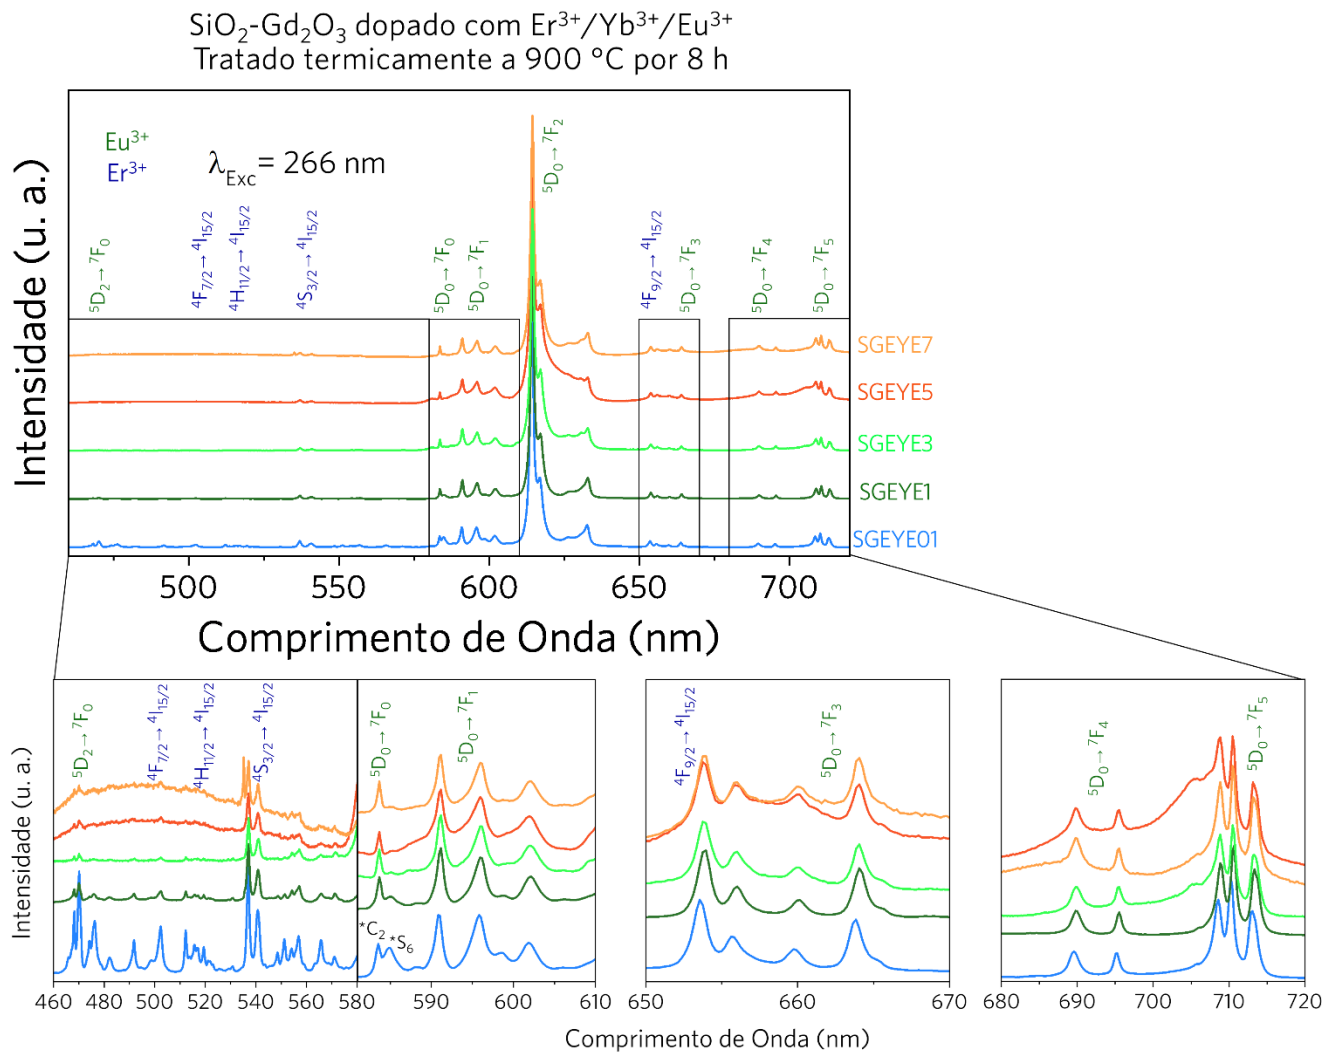 SiO₂-Gd₂O₃ dopado com Er³⁺/Yb³⁺/Eu³⁺
Tratado termicamente a 900 °C por 8 h
Intensidade (u. a.)
Eu³⁺
Er³⁺
λExc = 266 nm
⁵D₂→ ⁷F₀
⁴F₇/₂→ ⁴I₁₅/₂
⁴H₁₁/₂→ ⁴I₁₅/₂
⁴S₃/₂→ ⁴I₁₅/₂
⁵D₀→ ⁷F₀
⁵D₀→ ⁷F₁
⁵D₀→ ⁷F₂
⁴F₉/₂→ ⁴I₁₅/₂
⁵D₀→ ⁷F₃
⁵D₀→ ⁷F₄
⁵D₀→ ⁷F₅
SGEYE7
SGEYE5
SGEYE3
SGEYE1
SGEYE01
500 550 600 650 700
Comprimento de Onda (nm)
Intensidade (u. a.)
⁵D₂→ ⁷F₀
⁴F₇/₂→ ⁴I₁₅/₂
⁴H₁₁/₂→ ⁴I₁₅/₂
⁴S₃/₂→ ⁴I₁₅/₂
460 480 500 520 540 560 580
⁵D₀→ ⁷F₀
⁵D₀→ ⁷F₁
*C₂
*S₆
590 600 610
⁴F₉/₂→ ⁴I₁₅/₂
⁵D₀→ ⁷F₃
650 660 670
⁵D₀→ ⁷F₄
⁵D₀→ ⁷F₅
680 690 700 710 720
Comprimento de Onda (nm)